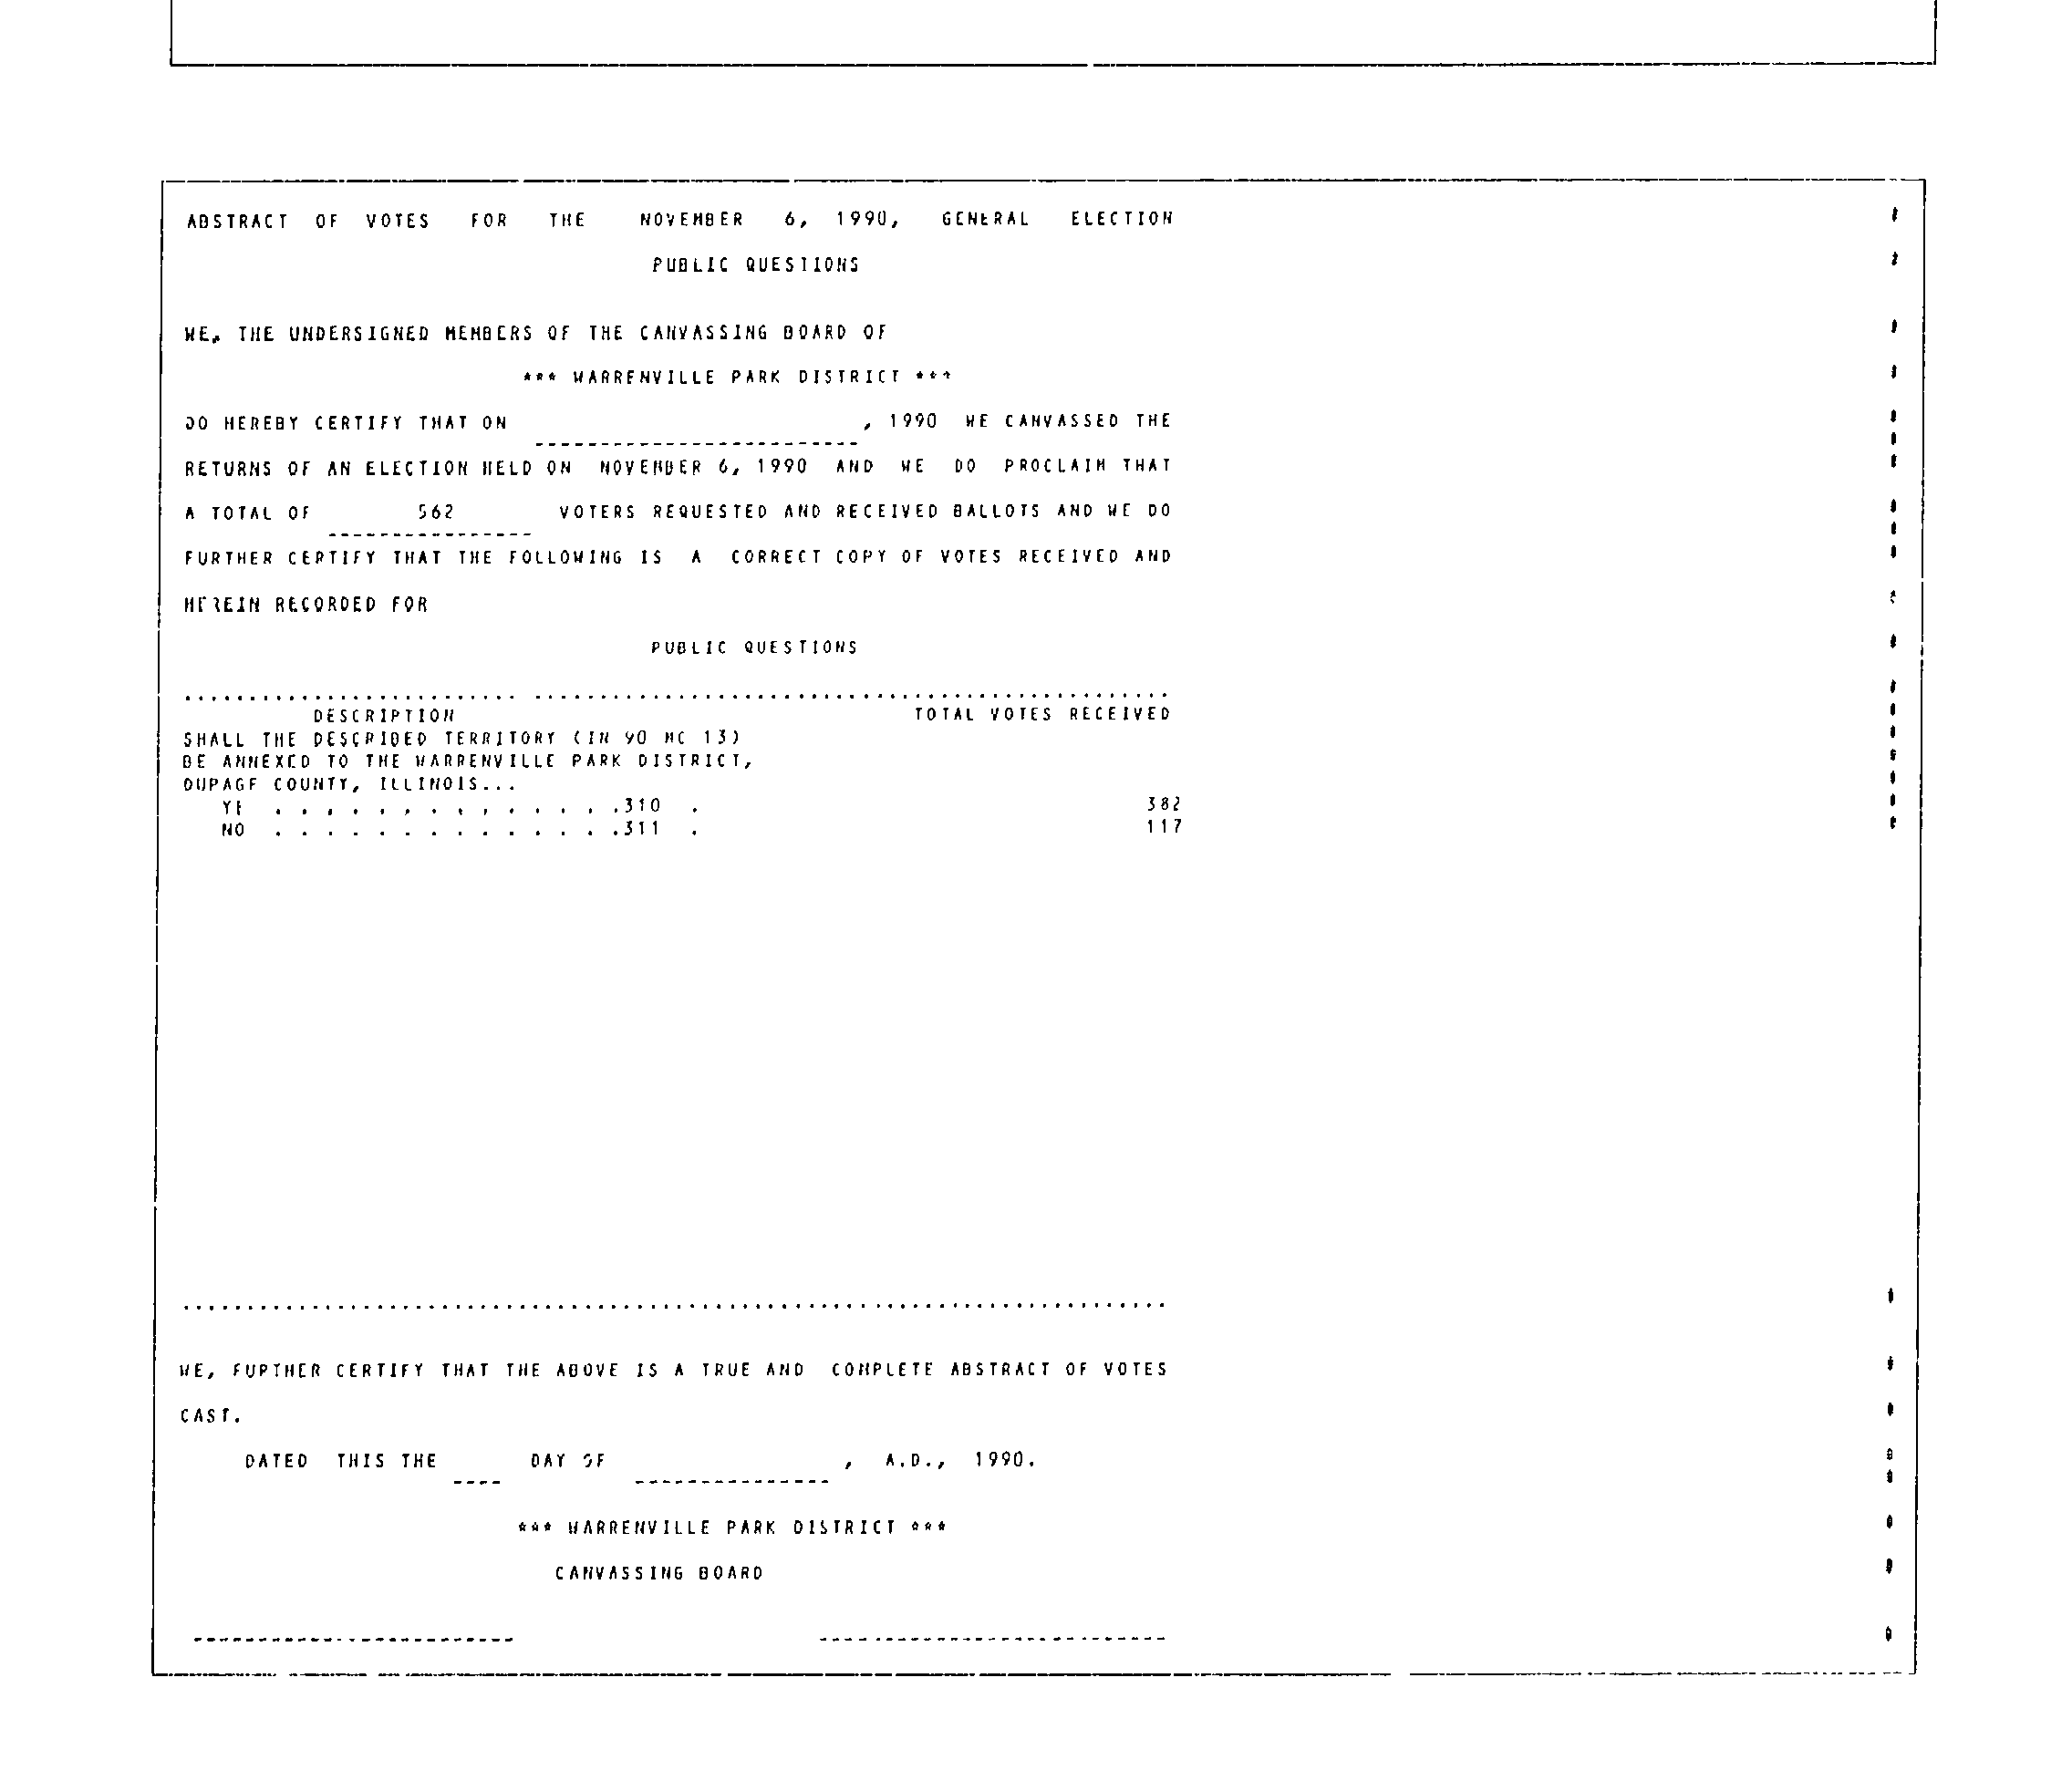 ABSTRACT OF VOTES FOR THE NOVEMBER 6, 1990, GENERAL ELECTION
PUBLIC QUESTIONS
WE, THE UNDERSIGNED MEMBERS OF THE CANVASSING BOARD OF
*** WARRENVILLE PARK DISTRICT ***
DO HEREBY CERTIFY THAT ON , 1990 WE CANVASSED THE
RETURNS OF AN ELECTION HELD ON NOVEMBER 6, 1990 AND WE DO PROCLAIM THAT
A TOTAL OF 562 VOTERS REQUESTED AND RECEIVED BALLOTS AND WE DO
FURTHER CERTIFY THAT THE FOLLOWING IS A CORRECT COPY OF VOTES RECEIVED AND
HEREIN RECORDED FOR
PUBLIC QUESTIONS
DESCRIPTION TOTAL VOTES RECEIVED
SHALL THE DESCRIBED TERRITORY (IN 90 MC 13)
BE ANNEXED TO THE WARRENVILLE PARK DISTRICT,
DUPAGE COUNTY, ILLINOIS...
YE . . . . . . . . . . . . . .310 . 382
NO . . . . . . . . . . . . . .311 . 117
WE, FURTHER CERTIFY THAT THE ABOVE IS A TRUE AND COMPLETE ABSTRACT OF VOTES
CAST.
DATED THIS THE ---- DAY OF --------------- , A.D., 1990.
*** WARRENVILLE PARK DISTRICT ***
CANVASSING BOARD